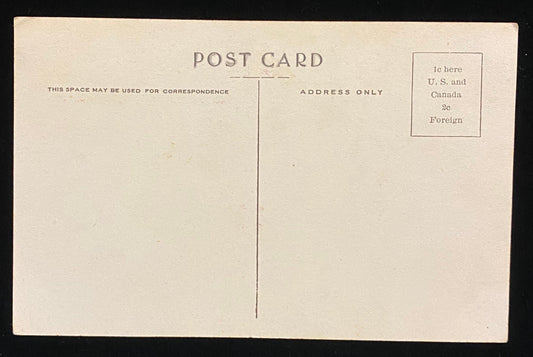 POST CARD
THIS SPACE MAY BE USED FOR CORRESPONDENCE
ADDRESS ONLY
1c here
U. S. and
Canada
2c
Foreign